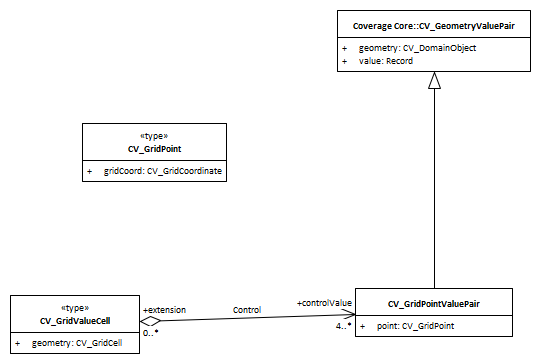 Coverage Core::CV_GeometryValuePair
+ geometry: CV_DomainObject
+ value: Record
«type»
CV_GridPoint
+ gridCoord: CV_GridCoordinate
«type»
CV_GridValueCell
+ geometry: CV_GridCell
+extension
0..*
Control
+controlValue
4..*
CV_GridPointValuePair
+ point: CV_GridPoint